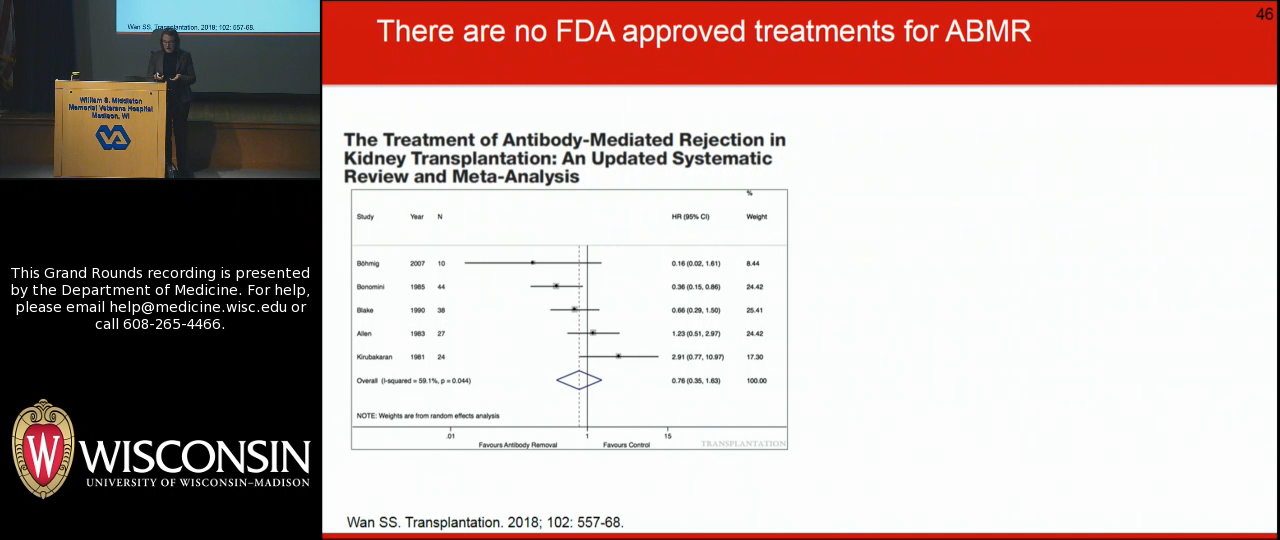 Wan SS. Transplantation. 2018; 102: 557-68.
William S. Middleton
Memorial Veterans Hospital
Madison, WI
VA
This Grand Rounds recording is presented
by the Department of Medicine. For help,
please email help@medicine.wisc.edu or
call 608-265-4466.
W
WISCONSIN
UNIVERSITY OF WISCONSIN–MADISON
46
There are no FDA approved treatments for ABMR
The Treatment of Antibody-Mediated Rejection in
Kidney Transplantation: An Updated Systematic
Review and Meta-Analysis
%
Study Year N HR (95% CI) Weight
Böhmig 2007 10 0.16 (0.02, 1.61) 8.44
Bonomini 1985 44 0.36 (0.15, 0.86) 24.42
Blake 1990 38 0.66 (0.29, 1.50) 25.41
Allen 1983 27 1.23 (0.51, 2.97) 24.42
Kirubakaran 1981 24 2.91 (0.77, 10.97) 17.30
Overall (I-squared = 59.1%, p = 0.044) 0.76 (0.35, 1.63) 100.00
NOTE: Weights are from random effects analysis
.01 1 15
Favours Antibody Removal Favours Control
TRANSPLANTATION
Wan SS. Transplantation. 2018; 102: 557-68.